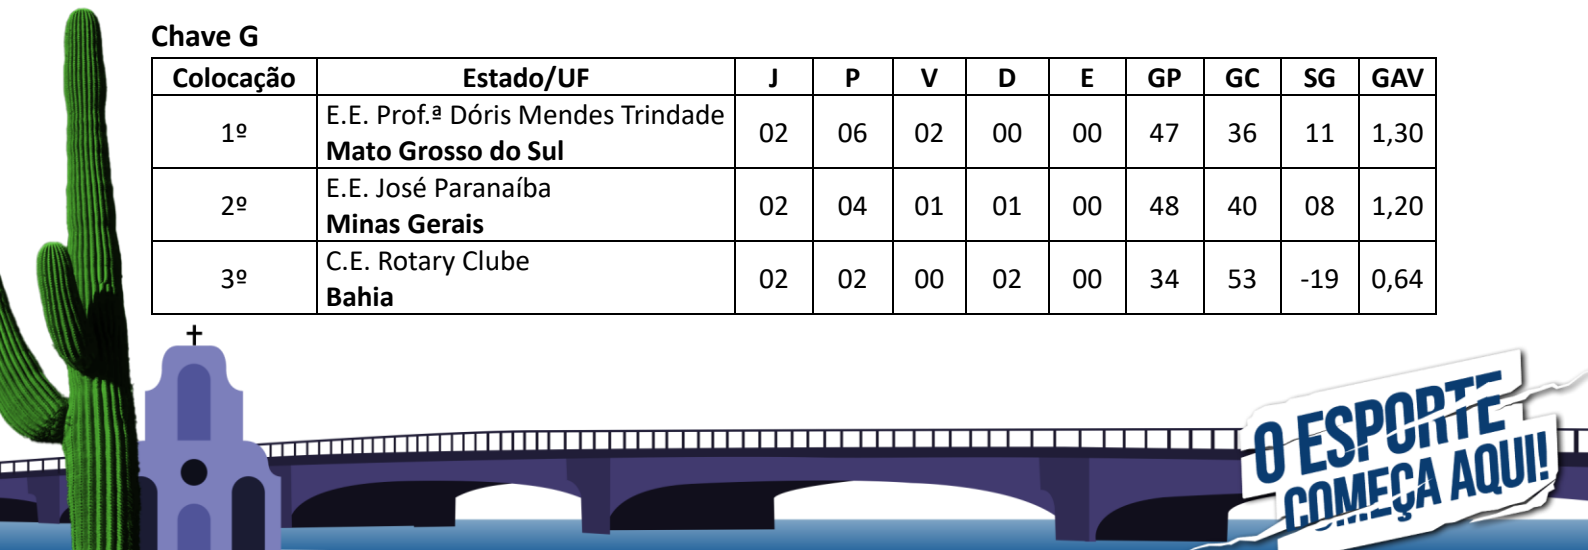 Chave G
Colocação Estado/UF J P V D E GP GC SG GAV
1º E.E. Prof.ª Dóris Mendes Trindade 02 06 02 00 00 47 36 11 1,30
Mato Grosso do Sul
2º E.E. José Paranaíba 02 04 01 01 00 48 40 08 1,20
Minas Gerais
3º C.E. Rotary Clube 02 02 00 02 00 34 53 -19 0,64
Bahia
O ESPORTE
COMEÇA AQUI!